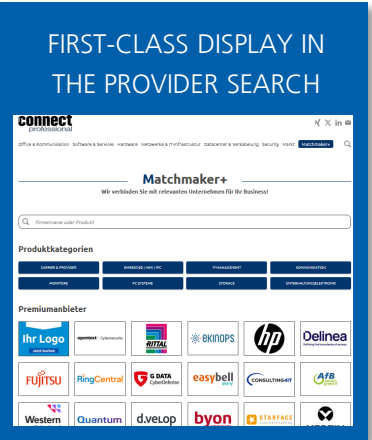 FIRST-CLASS DISPLAY IN
THE PROVIDER SEARCH
connect
professional
Office & Kommunikation Software & Services Hardware Netzwerke & IT-Infrastruktur Datacenter & Verkabelung Security Markt Matchmaker+
Matchmaker+
Wir verbinden Sie mit relevanten Unternehmen für Ihr Business!
Firmenname oder Produkt
Produktkategorien
CARRIER & PROVIDER EMBEDDED / HMI / IPC IT-MANAGEMENT KOMMUNIKATION
MONITORE PC SYSTEME STORAGE UNTERHALTUNGSELEKTRONIK
Premiumanbieter
Ihr Logo opentext Cybersecurity RITTAL ekinops hp Delinea
Jetzt buchen
FUJITSU RingCentral G DATA CyberDefense easybell CONSULTING4IT AfB
Western Quantum d.velop byon STARFACE